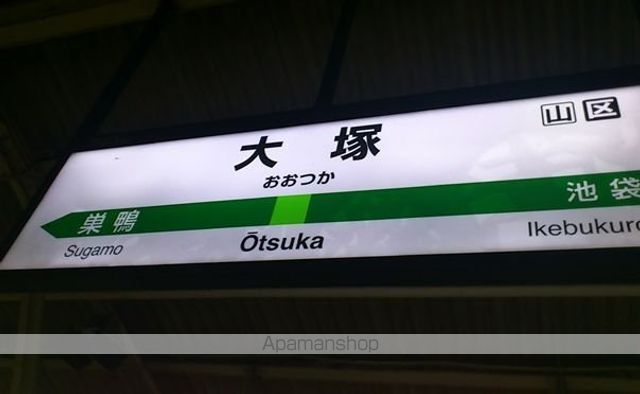 山 区
大塚
おおつか
巣鴨 池袋
Sugamo Ōtsuka Ikebukuro
Apamanshop